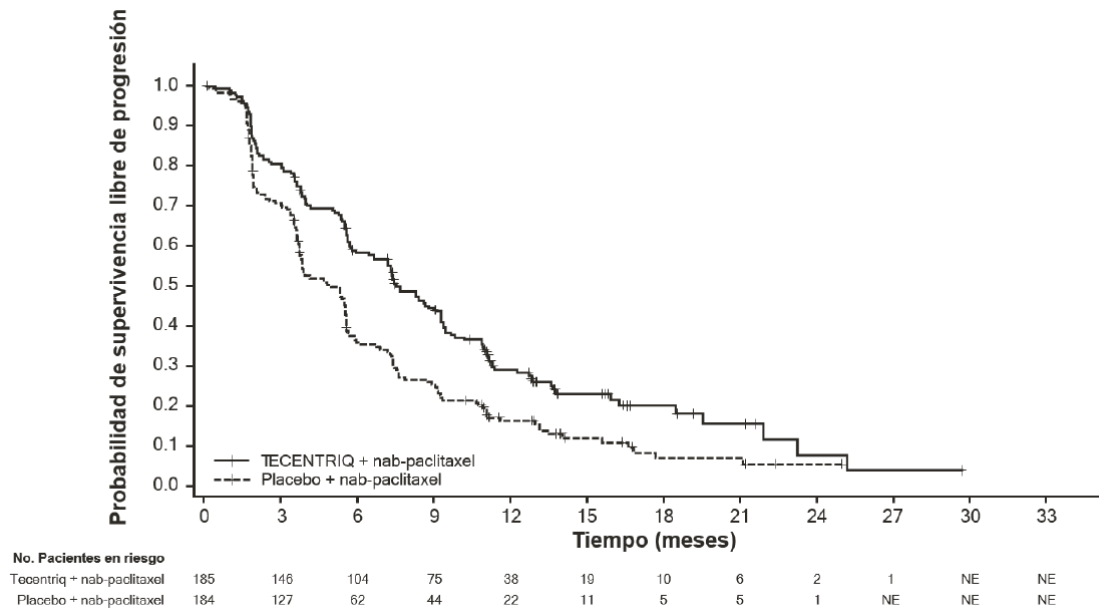 Probabilidad de supervivencia libre de progresión
1.0
0.9
0.8
0.7
0.6
0.5
0.4
0.3
0.2
0.1
0.0
TECENTRIQ + nab-paclitaxel
Placebo + nab-paclitaxel
0 3 6 9 12 15 18 21 24 27 30 33
Tiempo (meses)
No. Pacientes en riesgo
Tecentriq + nab-paclitaxel 185 146 104 75 38 19 10 6 2 1 NE NE
Placebo + nab-paclitaxel 184 127 62 44 22 11 5 5 1 NE NE NE